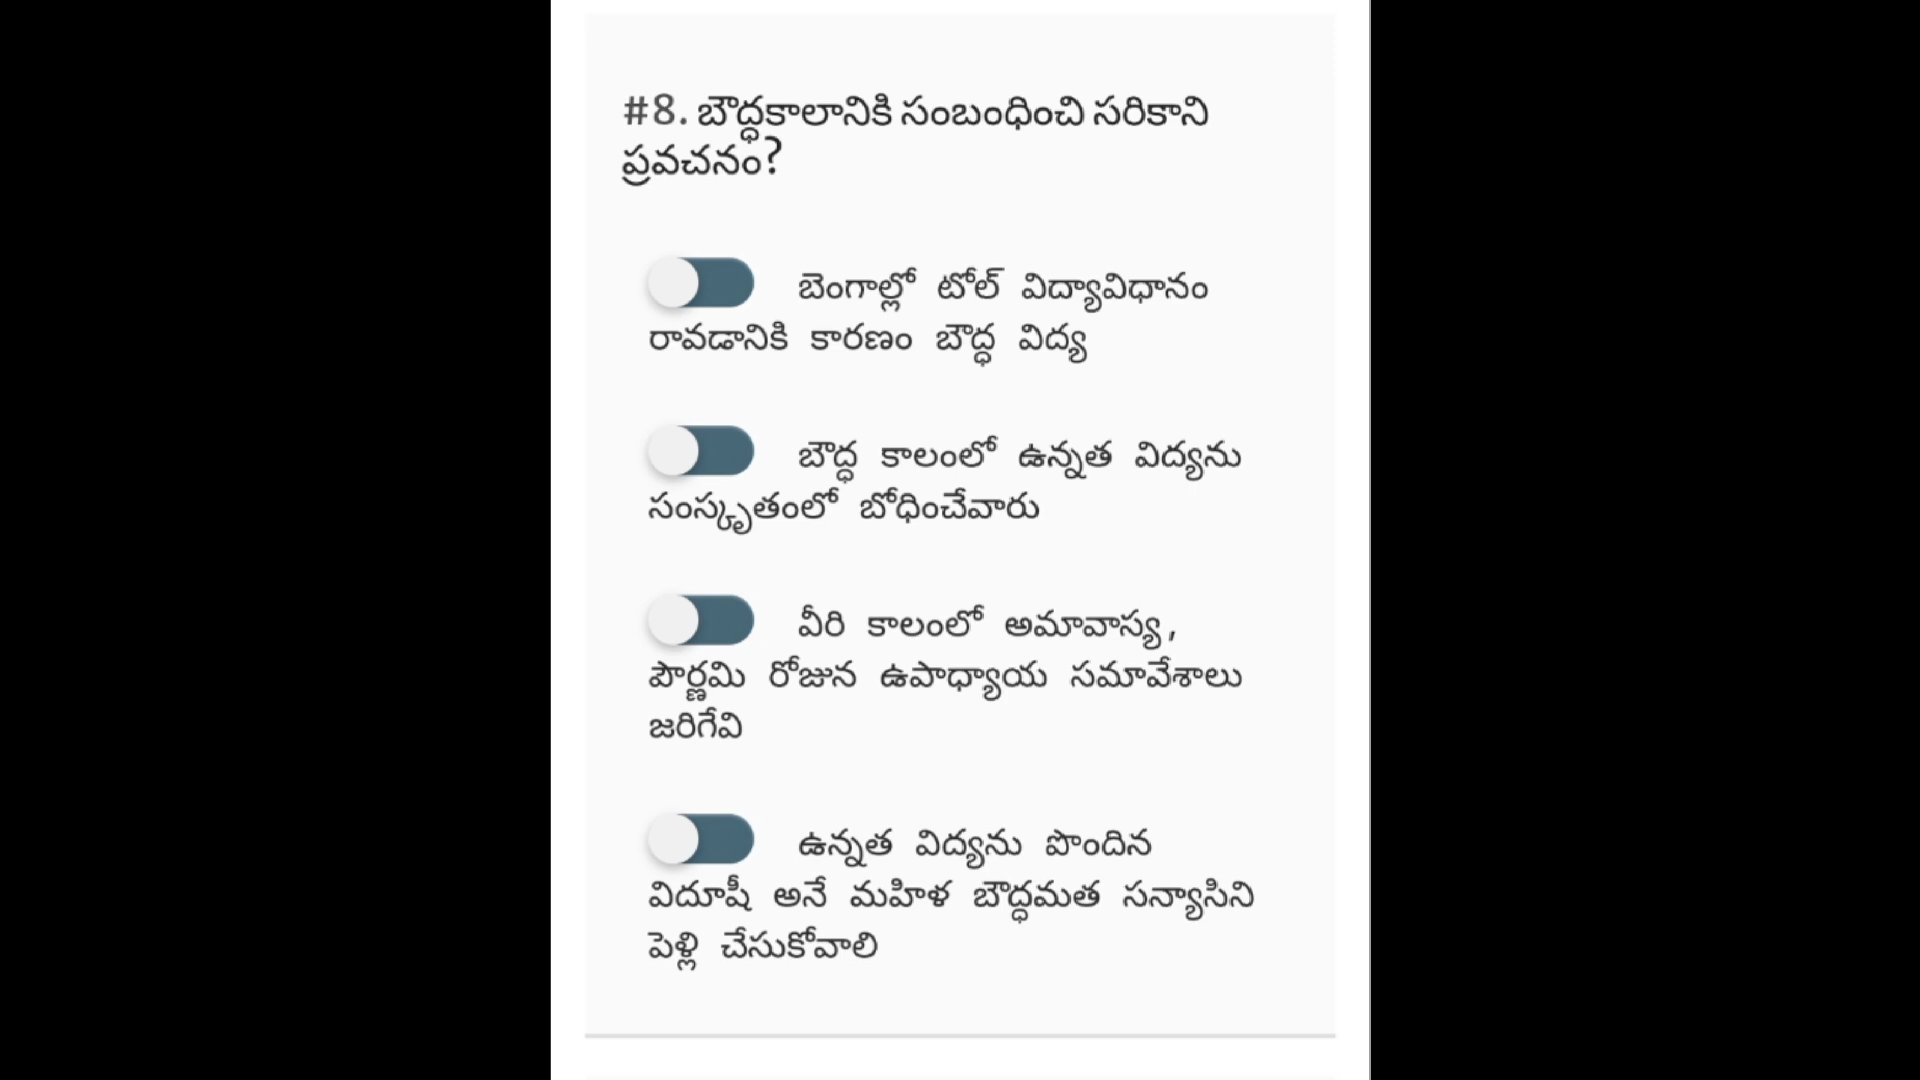 #8. బౌద్ధకాలానికి సంబంధించి సరికాని
ప్రవచనం?
బెంగాల్లో టోల్ విద్యావిధానం
రావడానికి కారణం బౌద్ధ విద్య
బౌద్ధ కాలంలో ఉన్నత విద్యను
సంస్కృతంలో బోధించేవారు
వీరి కాలంలో అమావాస్య,
పౌర్ణమి రోజున ఉపాధ్యాయ సమావేశాలు
జరిగేవి
ఉన్నత విద్యను పొందిన
విదూషీ అనే మహిళ బౌద్ధమత సన్యాసిని
పెళ్లి చేసుకోవాలి